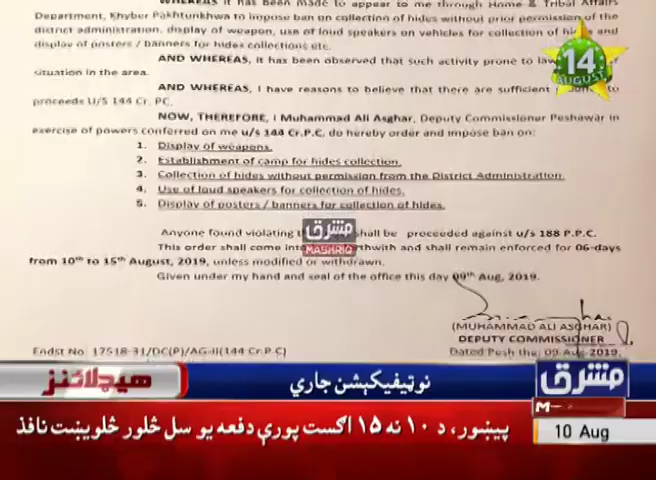 WHEREAS it has been made to appear to me through Home & Tribal Affairs
Department, Khyber Pakhtunkhwa to impose ban on collection of hides without prior permission of the
district administration, display of weapon, use of loud speakers on vehicles for collection of hides and
display of posters / banners for hides collections etc.
AND WHEREAS, it has been observed that such activity prone to law
situation in the area.
AND WHEREAS, I have reasons to believe that there are sufficient to
proceeds U/S 144 Cr. PC.
NOW, THEREFORE, I Muhammad Ali Asghar, Deputy Commissioner Peshawar in
exercise of powers conferred on me u/s 144 Cr.P.C, do hereby order and impose ban on:
1. Display of weapons.
2. Establishment of camp for hides collection.
3. Collection of hides without permission from the District Administration.
4. Use of loud speakers for collection of hides.
5. Display of posters / banners for collection of hides.
Anyone found violating shall be proceeded against u/s 188 P.P.C.
This order shall come forthwith and shall remain enforced for 06-days
from 10th to 15th August, 2019, unless modified or withdrawn.
Given under my hand and seal of the office this day 09th Aug, 2019.
(MUHAMMAD ALI ASGHAR)
DEPUTY COMMISSIONER
Endst No. 17518-31/DC(P)/AG-II(144 Cr.P.C)
Dated Pesh the 09 Aug 2019.
14
AUGUST
مشرق
MASHRIQ
هیډلائنز
نوټیفیکېشن جاري
مشرق
پېښور، د ۱۰ نه ۱۵ اګست پورې دفعه یو سل څلور څلوېښت نافذ
10 Aug